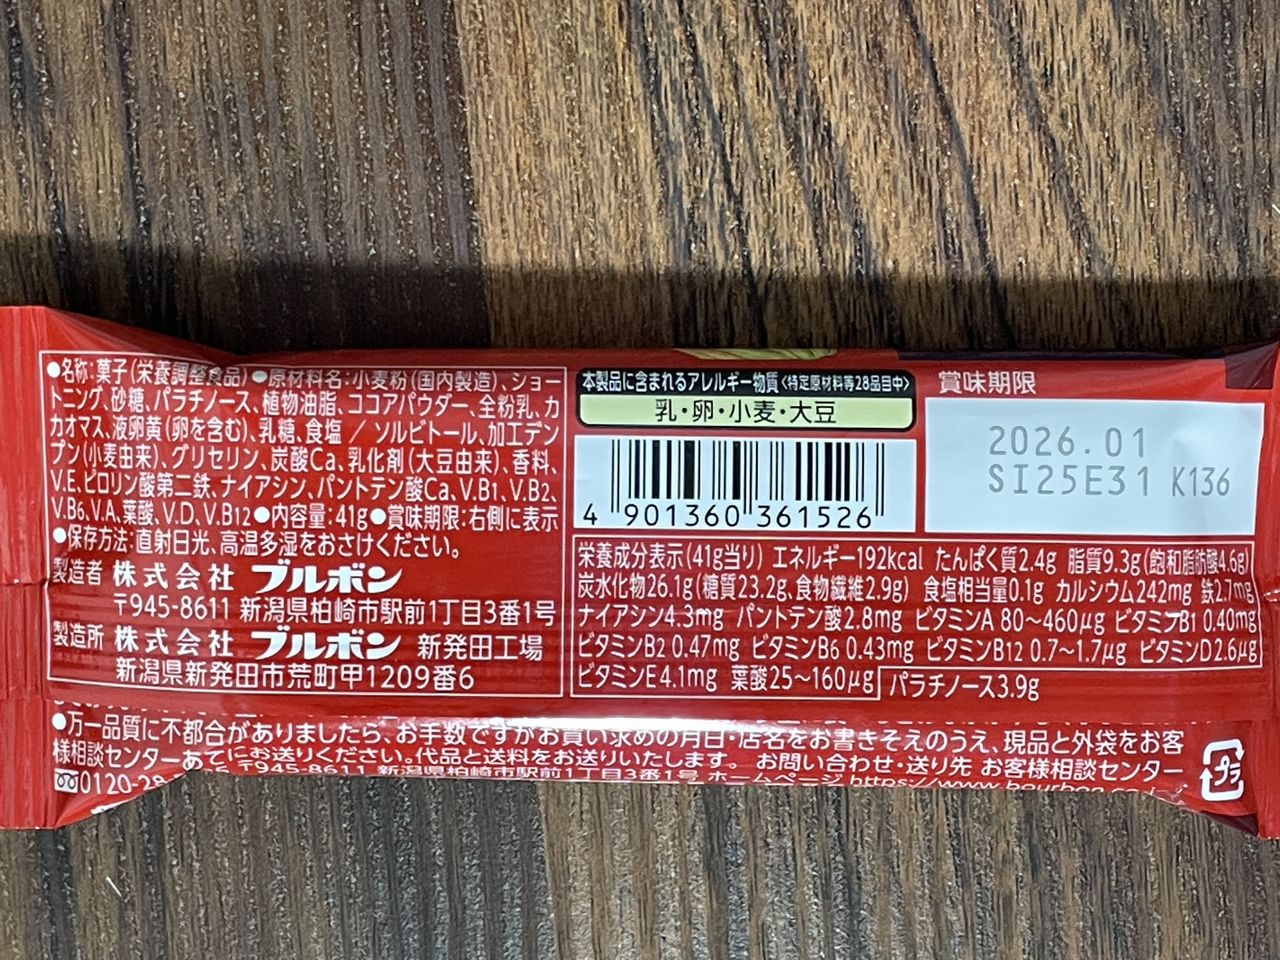 ●名称:菓子(栄養調整食品)●原材料名:小麦粉(国内製造)、ショー
トニング、砂糖、パラチノース、植物油脂、ココアパウダー、全粉乳、カ
カオマス、液卵黄(卵を含む)、乳糖、食塩／ソルビトール、加工デン
プン(小麦由来)、グリセリン、炭酸Ca、乳化剤(大豆由来)、香料、
V.E、ピロリン酸第二鉄、ナイアシン、パントテン酸Ca、V.B1、V.B2、
V.B6、V.A、葉酸、V.D、V.B12●内容量:41g●賞味期限:右側に表示
●保存方法:直射日光、高温多湿をおさけください。
製造者 株式会社 ブルボン
〒945-8611 新潟県柏崎市駅前1丁目3番1号
製造所 株式会社 ブルボン 新発田工場
新潟県新発田市荒町甲1209番6
本製品に含まれるアレルギー物質〈特定原材料等28品目中〉
乳・卵・小麦・大豆
4 901360 361526
賞味期限
2026.01
SI25E31 K136
栄養成分表示(41g当り) エネルギー192kcal たんぱく質2.4g 脂質9.3g(飽和脂肪酸4.6g)
炭水化物26.1g(糖質23.2g、食物繊維2.9g) 食塩相当量0.1g カルシウム242mg 鉄2.7mg
ナイアシン4.3mg パントテン酸2.8mg ビタミンA 80～460μg ビタミンB1 0.40mg
ビタミンB2 0.47mg ビタミンB6 0.43mg ビタミンB12 0.7～1.7μg ビタミンD2.6μg
ビタミンE4.1mg 葉酸25～160μg パラチノース3.9g
●万一品質に不都合がありましたら、お手数ですがお買い求めの月日・店名をお書きそえのうえ、現品と外袋をお客
様相談センターあてにお送りください。代品と送料をお送りいたします。 お問い合わせ・送り先 お客様相談センター
0120-28 〒945-8611 新潟県柏崎市駅前1丁目3番1号 ホームページ https://www.bourbon.co
プラ